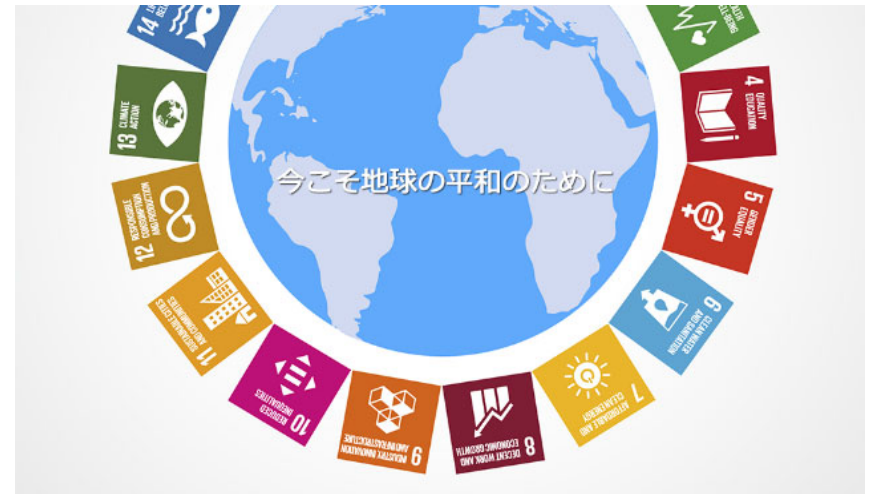 今こそ地球の平和のために
4 QUALITY
EDUCATION
5 GENDER
EQUALITY
6 CLEAN WATER
AND SANITATION
7 AFFORDABLE AND
CLEAN ENERGY
8 DECENT WORK AND
ECONOMIC GROWTH
9 INDUSTRY, INNOVATION
AND INFRASTRUCTURE
10 REDUCED
INEQUALITIES
11 SUSTAINABLE CITIES
AND COMMUNITIES
12 RESPONSIBLE
CONSUMPTION
AND PRODUCTION
13 CLIMATE
ACTION
14